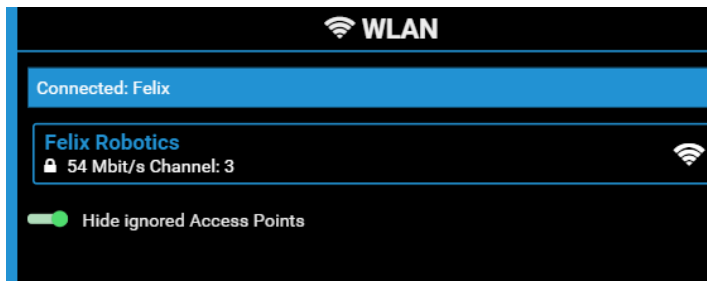 WLAN
Connected: Felix
Felix Robotics
54 Mbit/s Channel: 3
Hide ignored Access Points